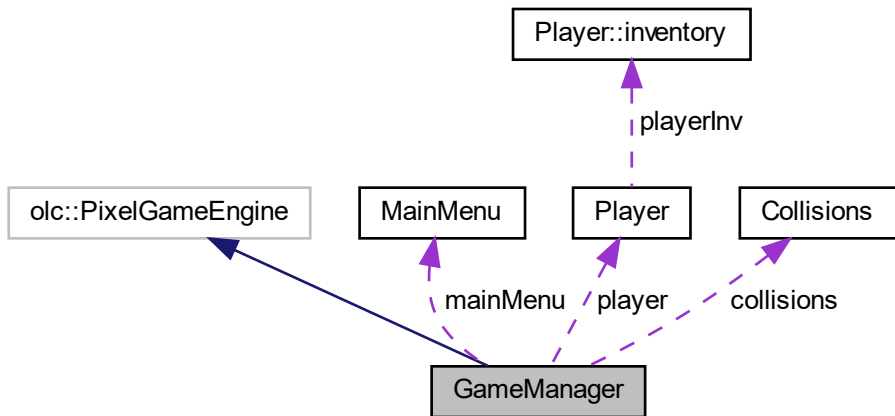 Player::inventory
playerInv
olc::PixelGameEngine
MainMenu
Player
Collisions
mainMenu
player
collisions
GameManager